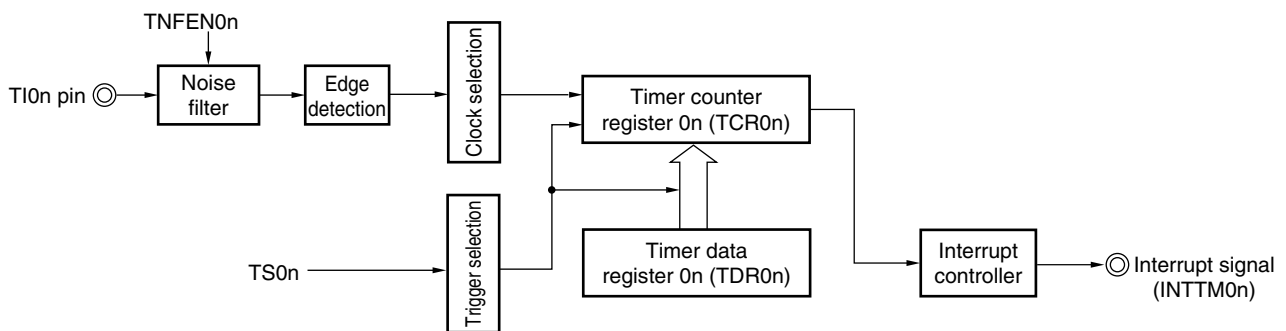 TNFEN0n
TI0n pin
Noise
filter
Edge
detection
Clock selection
Timer counter
register 0n (TCR0n)
TS0n
Trigger selection
Timer data
register 0n (TDR0n)
Interrupt
controller
Interrupt signal
(INTTM0n)